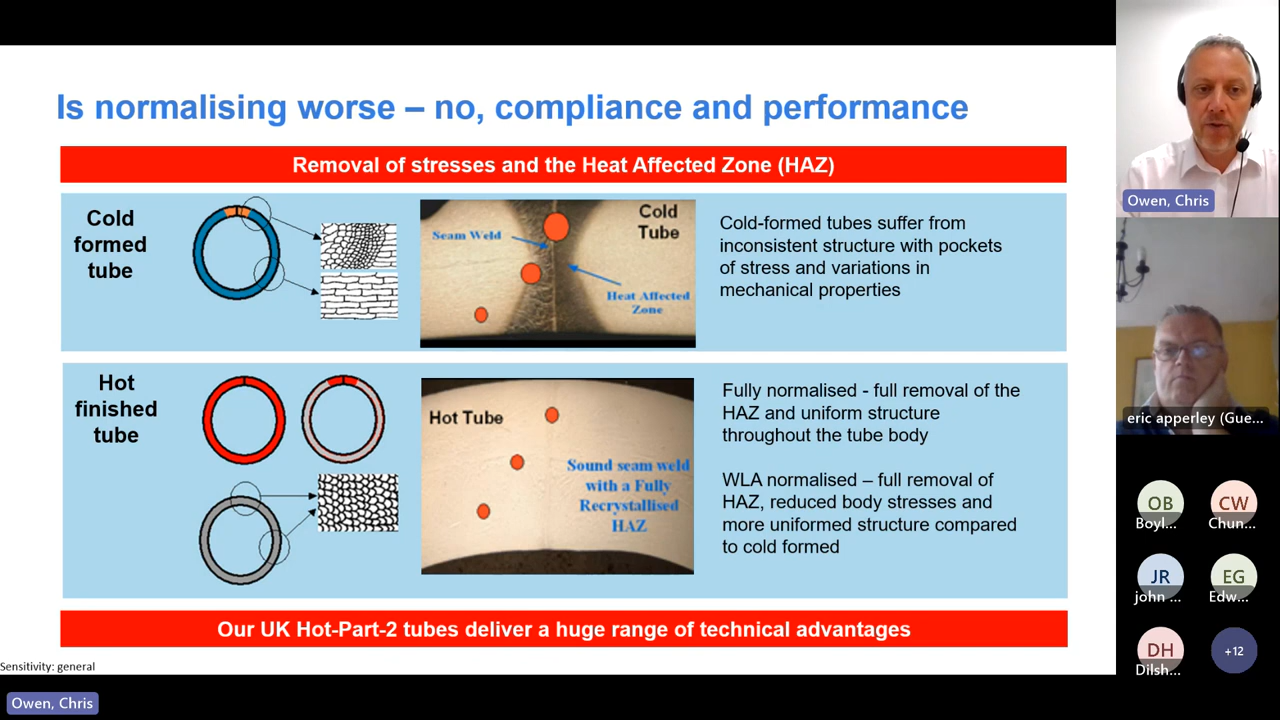 Is normalising worse – no, compliance and performance
Removal of stresses and the Heat Affected Zone (HAZ)
Cold
formed
tube
Seam Weld
Cold
Tube
Heat Affected
Zone
Cold-formed tubes suffer from
inconsistent structure with pockets
of stress and variations in
mechanical properties
Hot
finished
tube
Hot Tube
Sound seam weld
with a Fully
Recrystallised
HAZ
Fully normalised - full removal of the
HAZ and uniform structure
throughout the tube body
WLA normalised – full removal of
HAZ, reduced body stresses and
more uniformed structure compared
to cold formed
Our UK Hot-Part-2 tubes deliver a huge range of technical advantages
Sensitivity: general
Owen, Chris
Owen, Chris
eric apperley (Gue...
OB
Boyl...
CW
Chun...
JR
john ...
EG
Edw...
DH
Dilsh...
+12